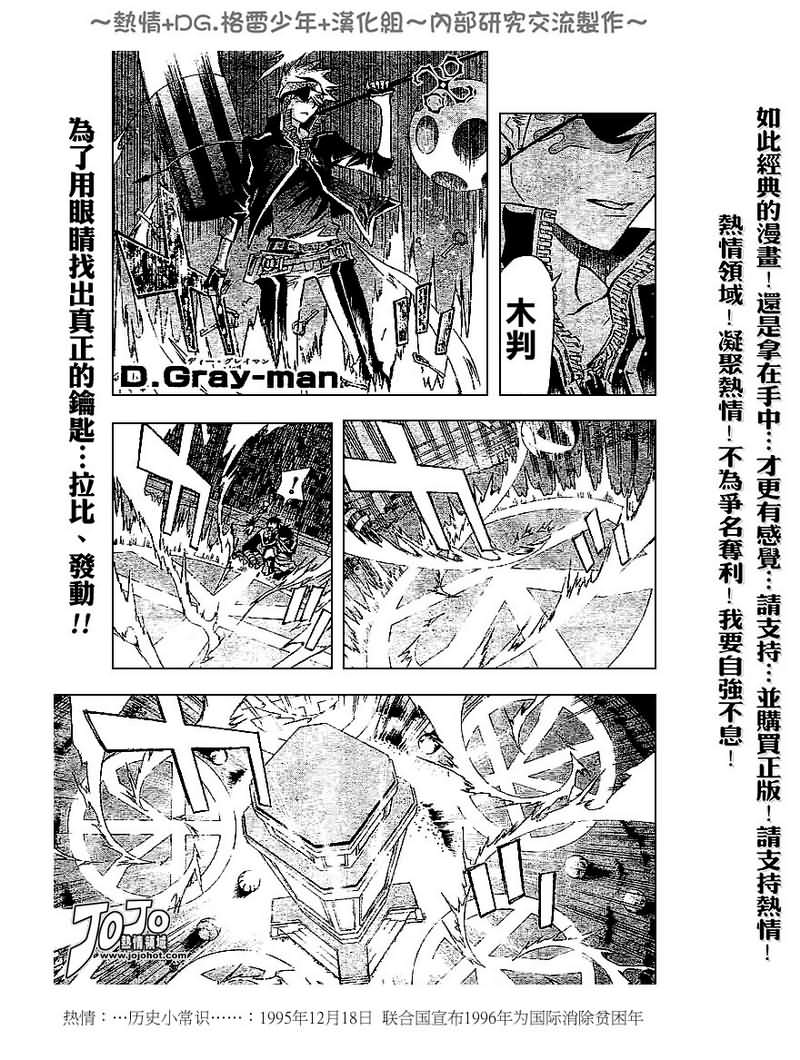 ～熱情+DG.格雷少年+漢化組～內部研究交流製作～
如此經典的漫畫！還是拿在手中…才更有感覺…請支持…並購買正版！請支持熱情！
熱情領域！凝聚熱情！不為爭名奪利！我要自強不息！
木判
ディー・グレイマン
D.Gray-man
為了用眼睛找出真正的鑰匙…拉比、發動!!
!
JOJO
熱情領域
www.jojohot.com
热情：…历史小常识……：1995年12月18日 联合国宣布1996年为国际消除贫困年